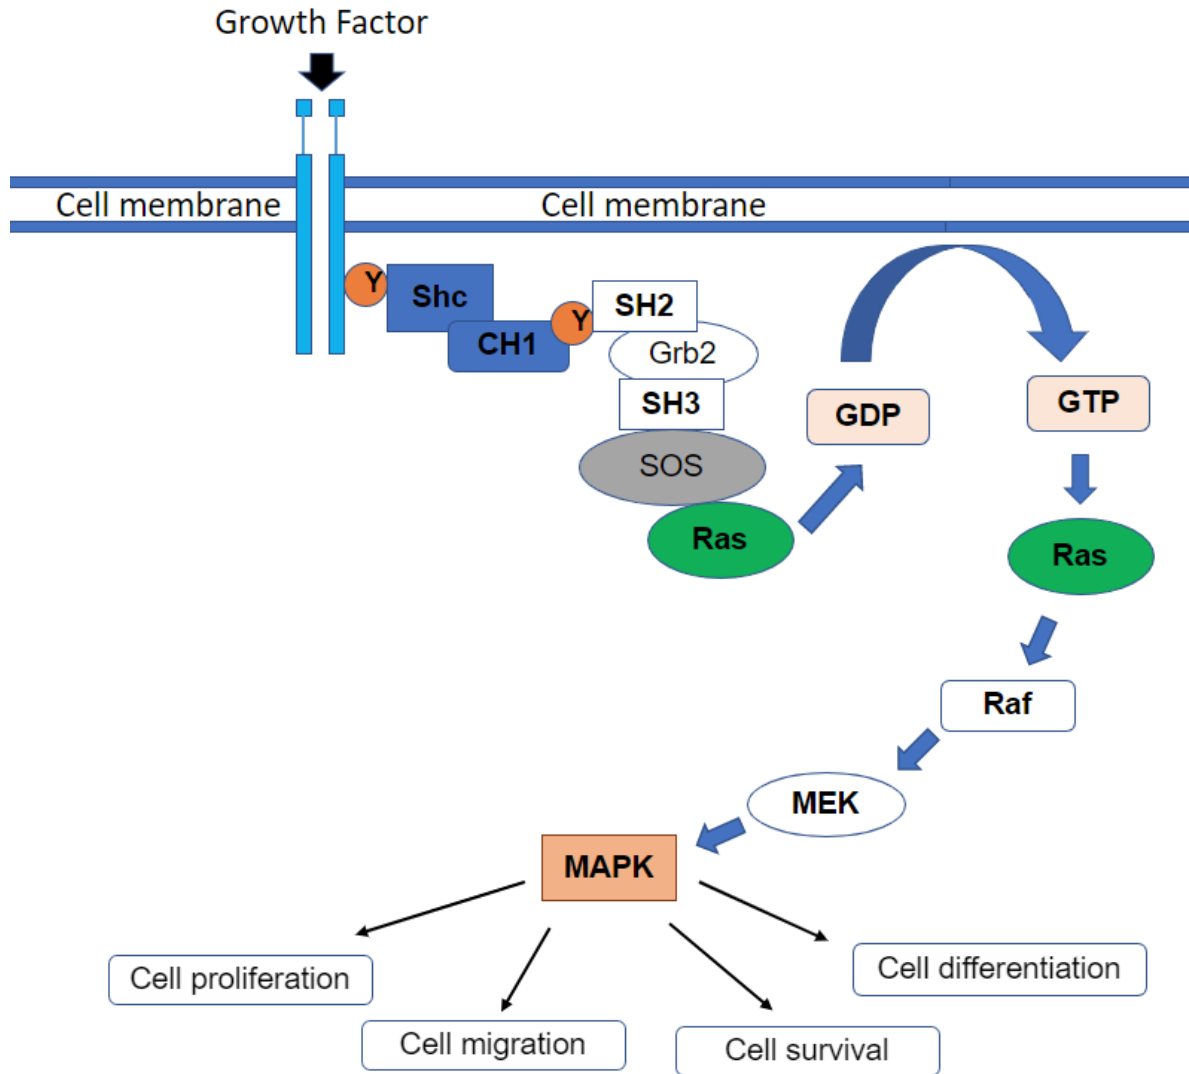 Growth Factor
Cell membrane
Cell membrane
Y
Shc
CH1
Y
SH2
Grb2
SH3
SOS
Ras
GDP
GTP
Ras
Raf
MEK
MAPK
Cell proliferation
Cell differentiation
Cell migration
Cell survival